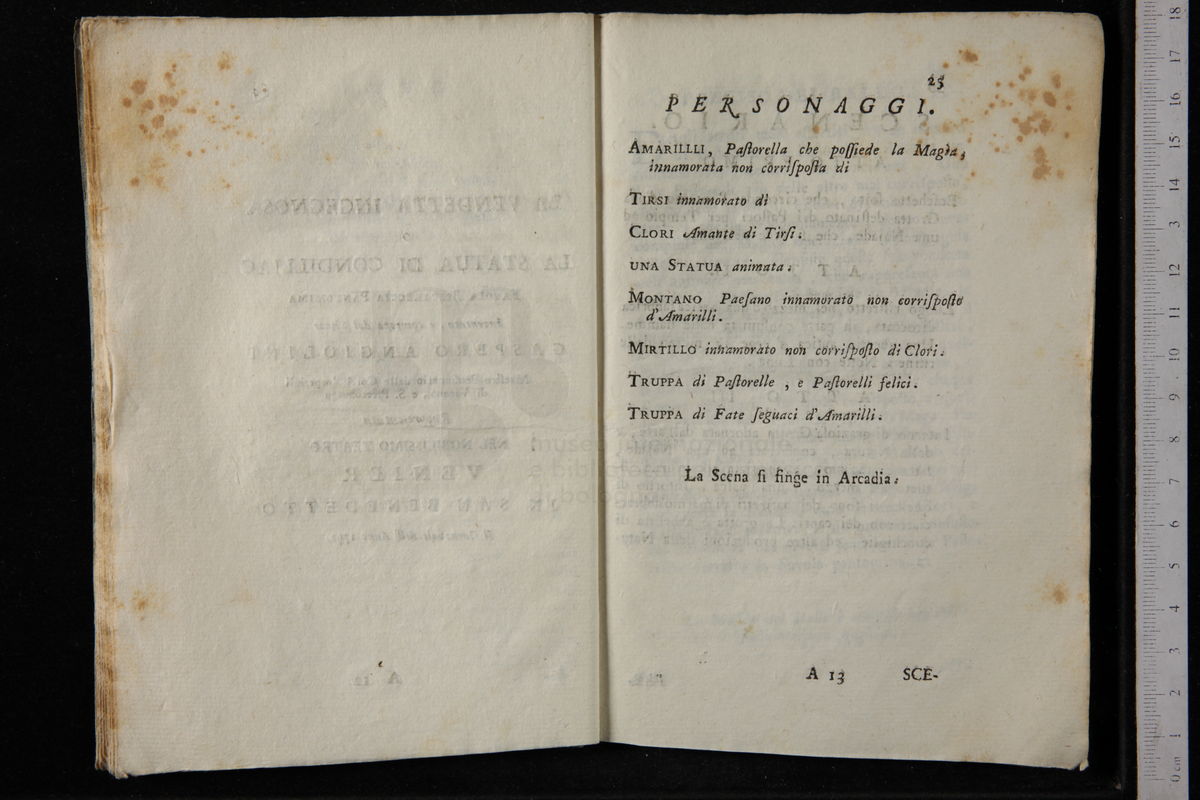 23
PERSONAGGI.
AMARILLLI, Paſtorella che poſſiede la Magia,
innamorata non corriſpoſta di
TIRSI innamorato di
CLORI Amante di Tirſi.
UNA STATUA animata.
MONTANO Paeſano innamorato non corriſpoſto
d'Amarilli.
MIRTILLO innamorato non corriſpoſto di Clori.
TRUPPA di Paſtorelle, e Paſtorelli felici.
TRUPPA di Fate ſeguaci d'Amarilli.
La Scena ſi finge in Arcadia.
A 13 SCE-